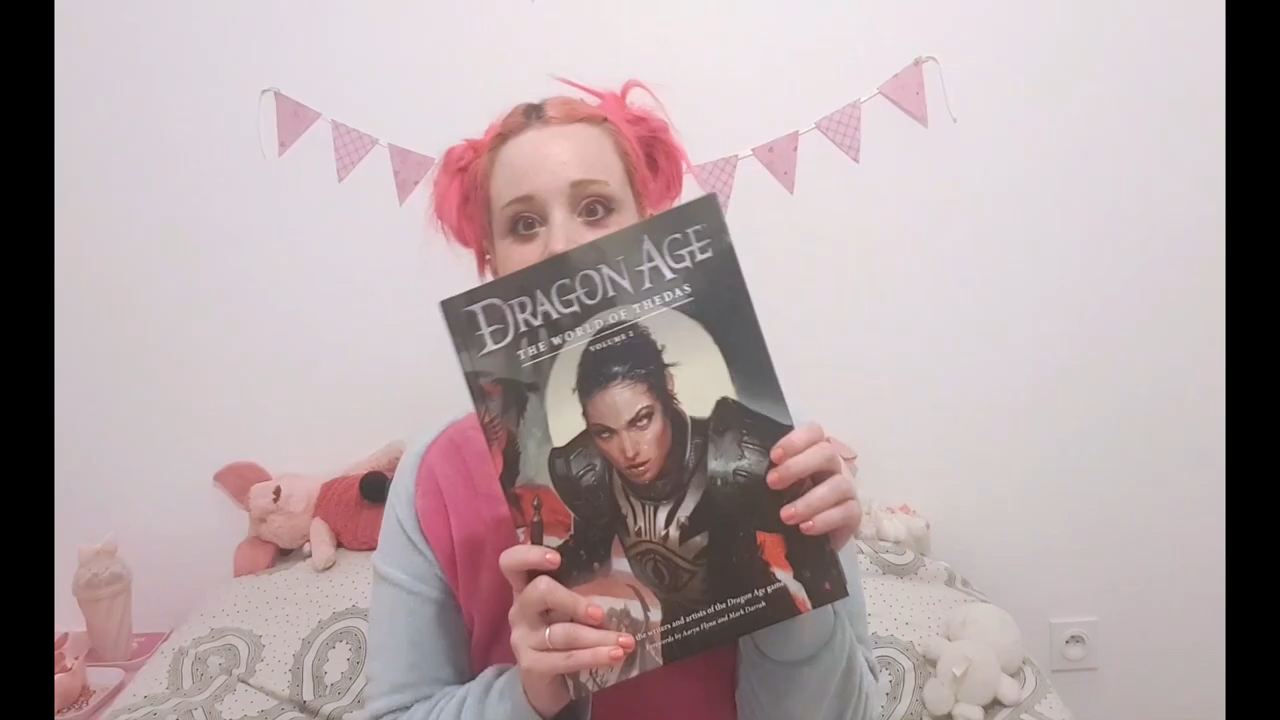 DRAGON AGE
THE WORLD OF THEDAS
VOLUME 2
the writers and artists of the Dragon Age game
Forewords by Aaryn Flynn and Mark Darrah